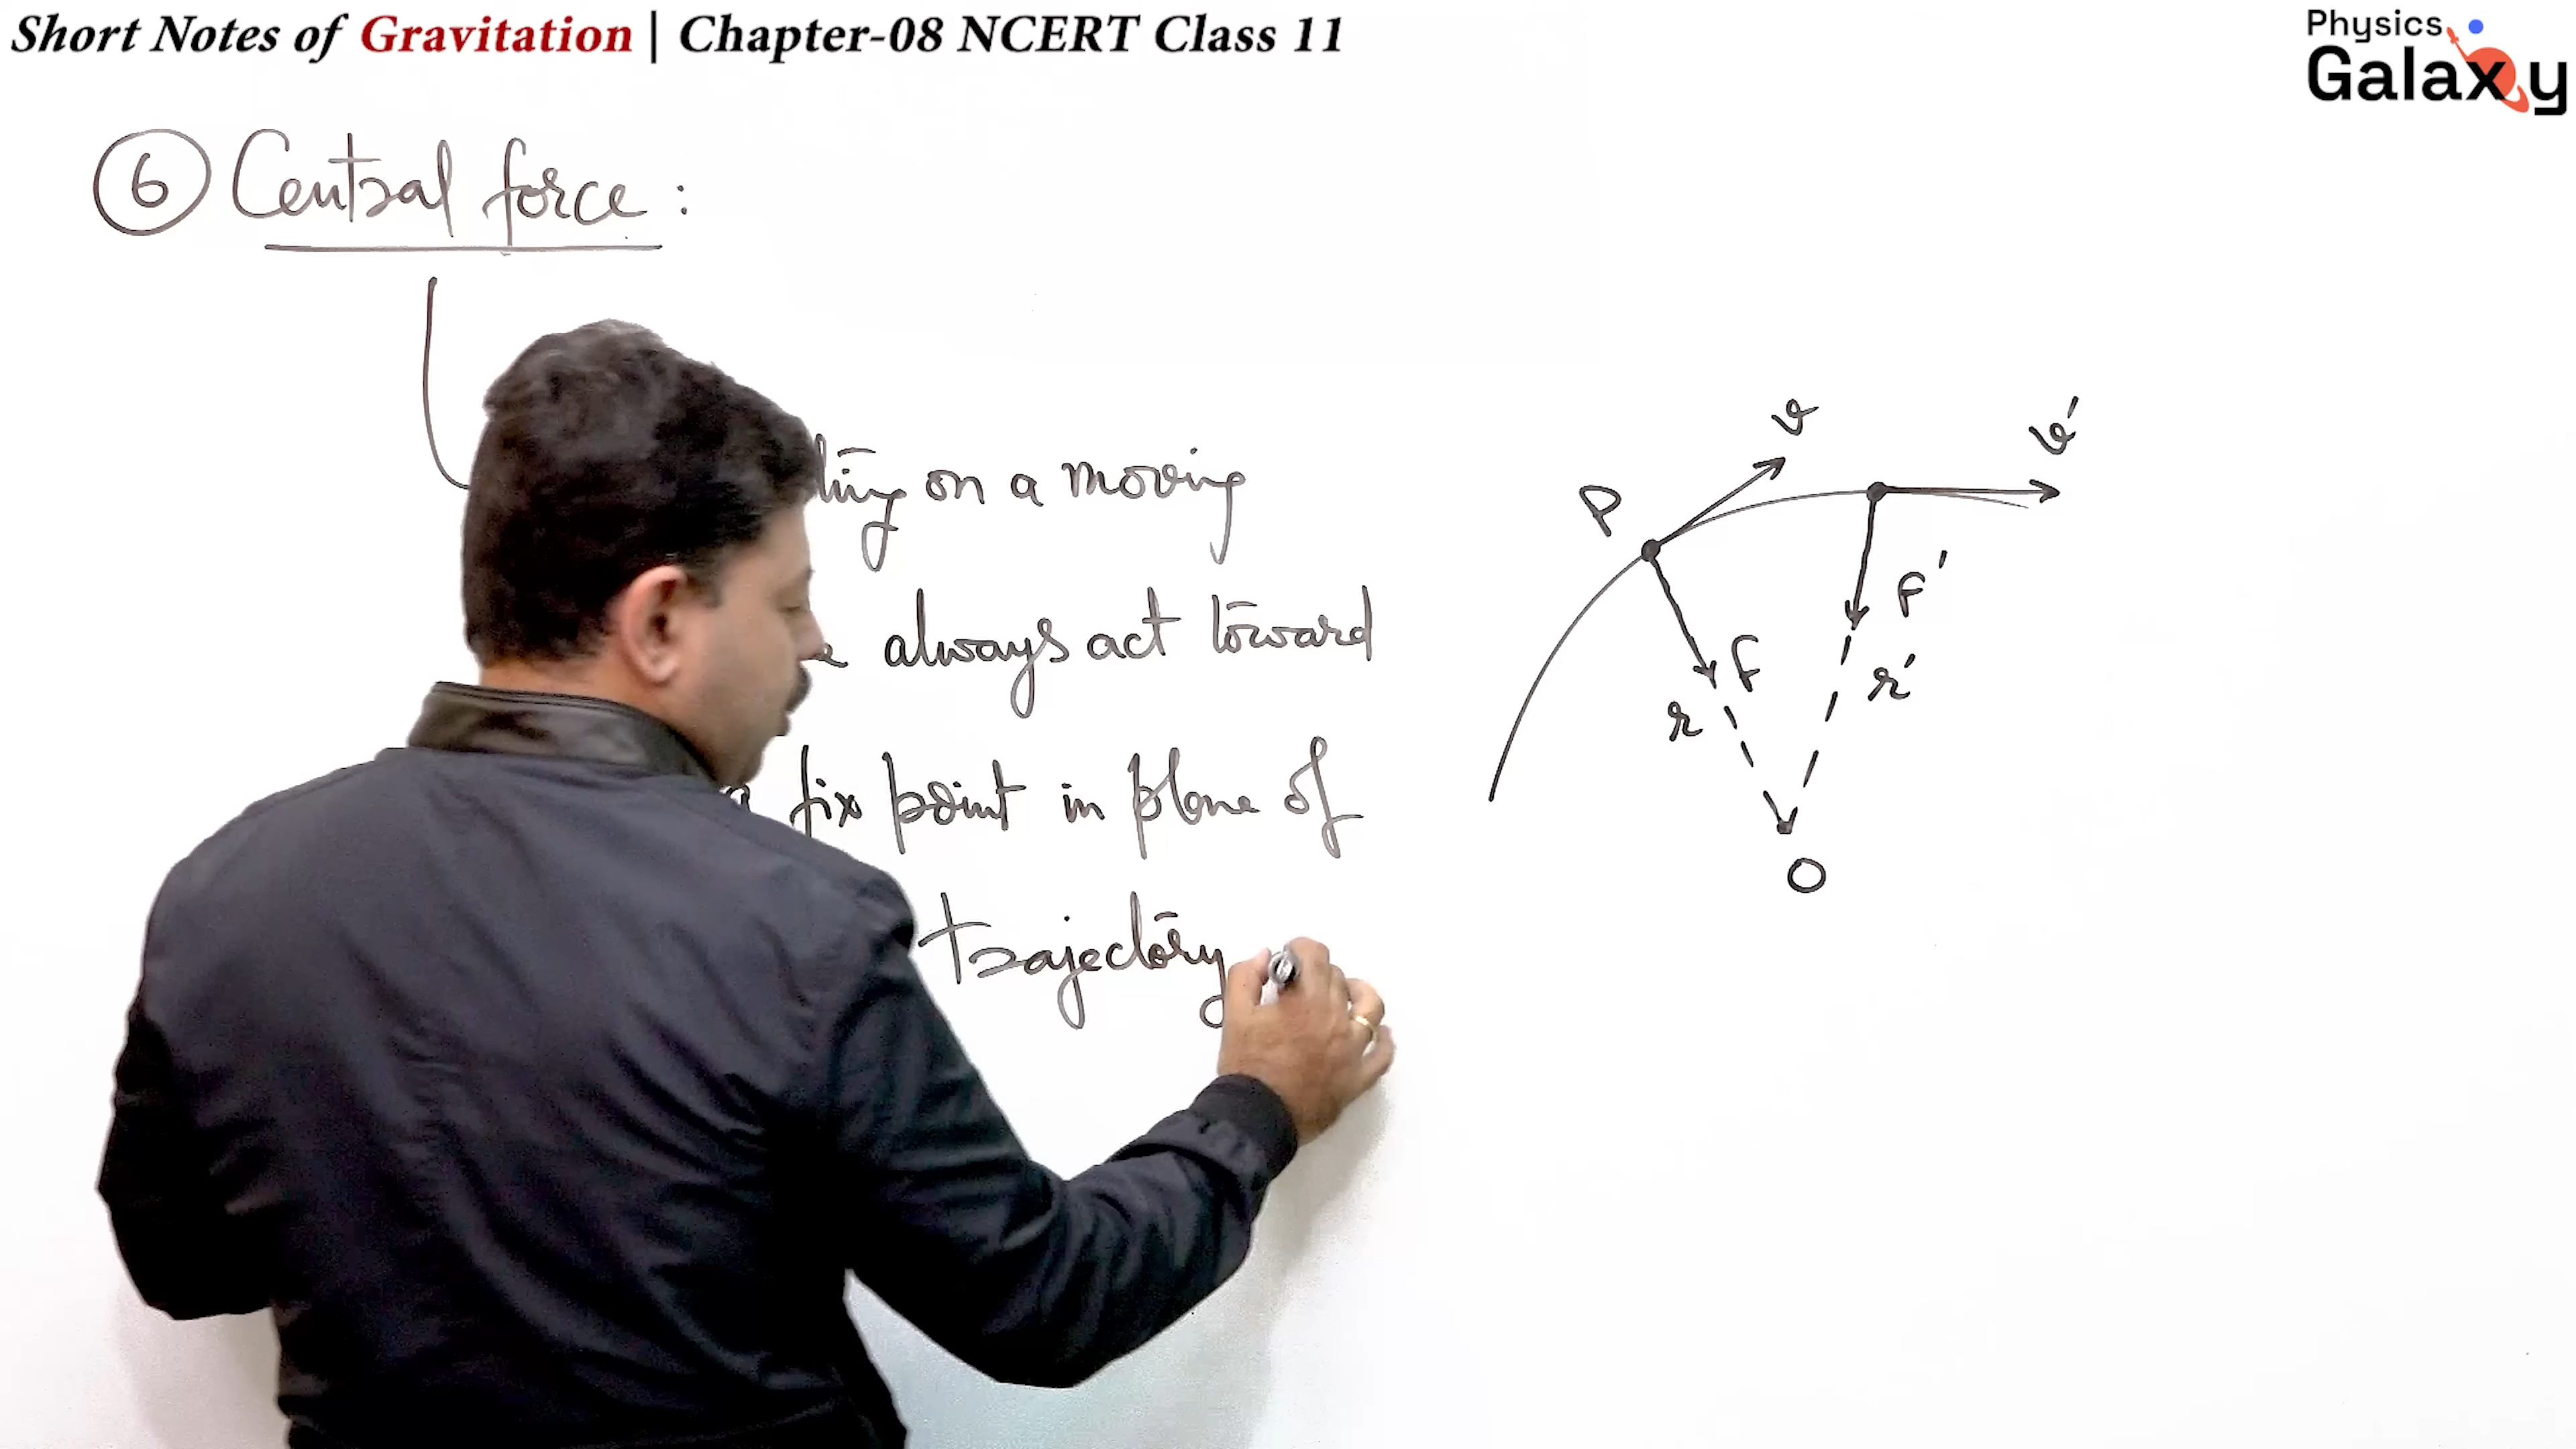 Short Notes of Gravitation | Chapter-08 NCERT Class 11
Physics
Galaxy
6 Central force :
on a moving
always act toward
fix point in plane of
trajectory
P
v
v'
F
F'
r
r'
O